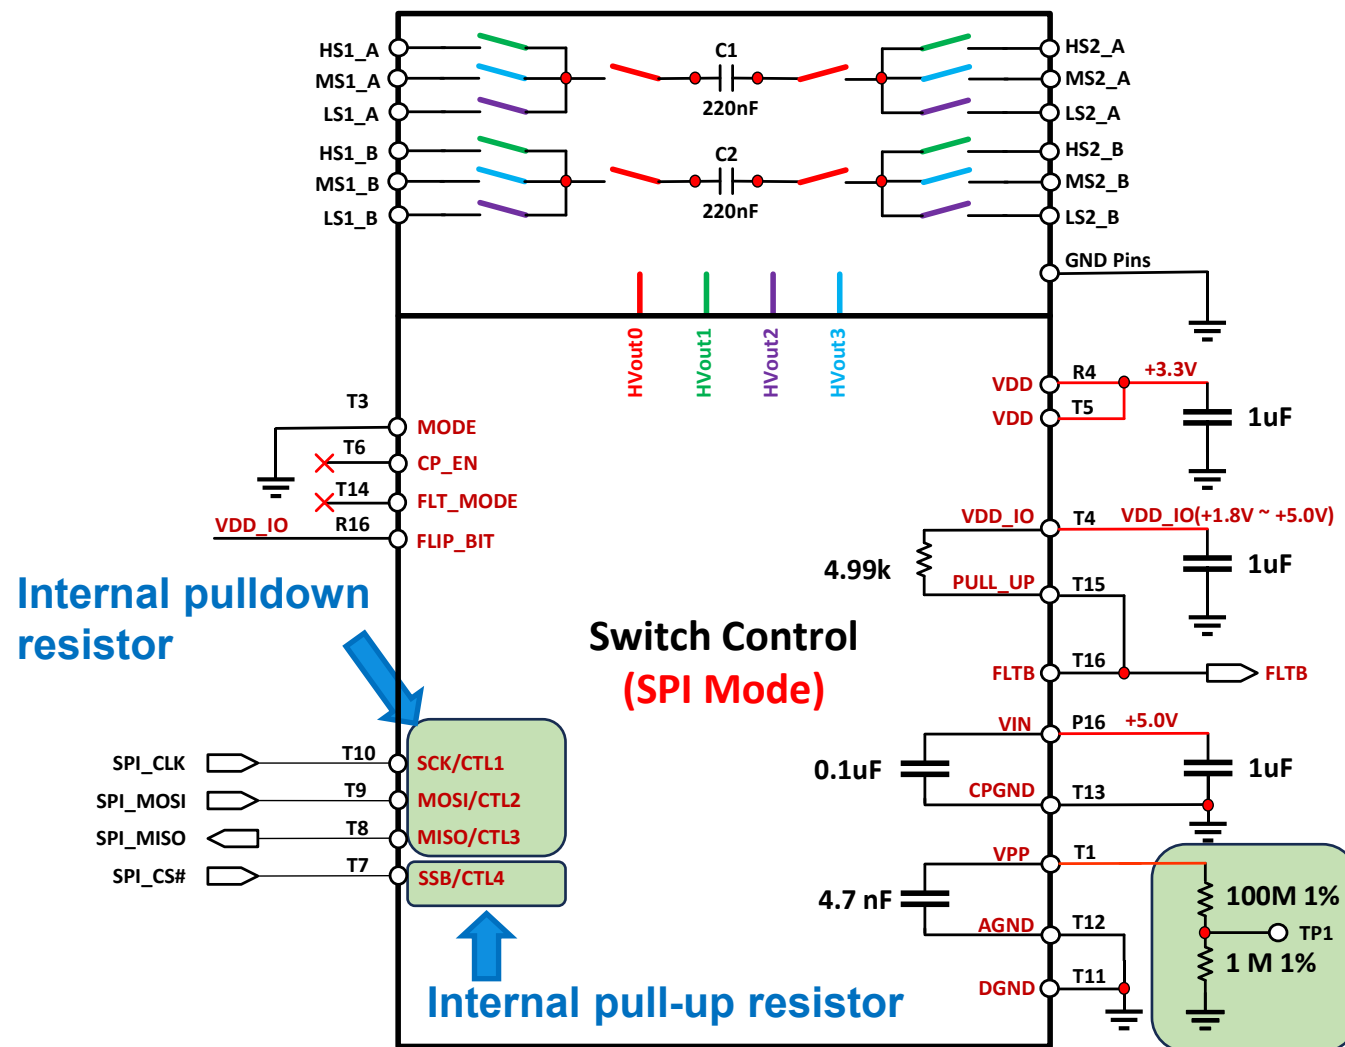 HS1_A
MS1_A
LS1_A
HS1_B
MS1_B
LS1_B
C1
220nF
C2
220nF
HS2_A
MS2_A
LS2_A
HS2_B
MS2_B
LS2_B
GND Pins
HVout0
HVout1
HVout2
HVout3
T3
MODE
T6
CP_EN
T14
FLT_MODE
VDD_IO
R16
FLIP_BIT
VDD
R4
+3.3V
VDD
T5
1uF
VDD_IO
T4
VDD_IO(+1.8V ~ +5.0V)
4.99k
1uF
PULL_UP
T15
FLTB
T16
FLTB
Internal pulldown
resistor
Switch Control
(SPI Mode)
VIN
P16
+5.0V
0.1uF
1uF
CPGND
T13
SPI_CLK
T10
SCK/CTL1
SPI_MOSI
T9
MOSI/CTL2
SPI_MISO
T8
MISO/CTL3
SPI_CS#
T7
SSB/CTL4
VPP
T1
4.7 nF
100M 1%
TP1
1 M 1%
AGND
T12
DGND
T11
Internal pull-up resistor